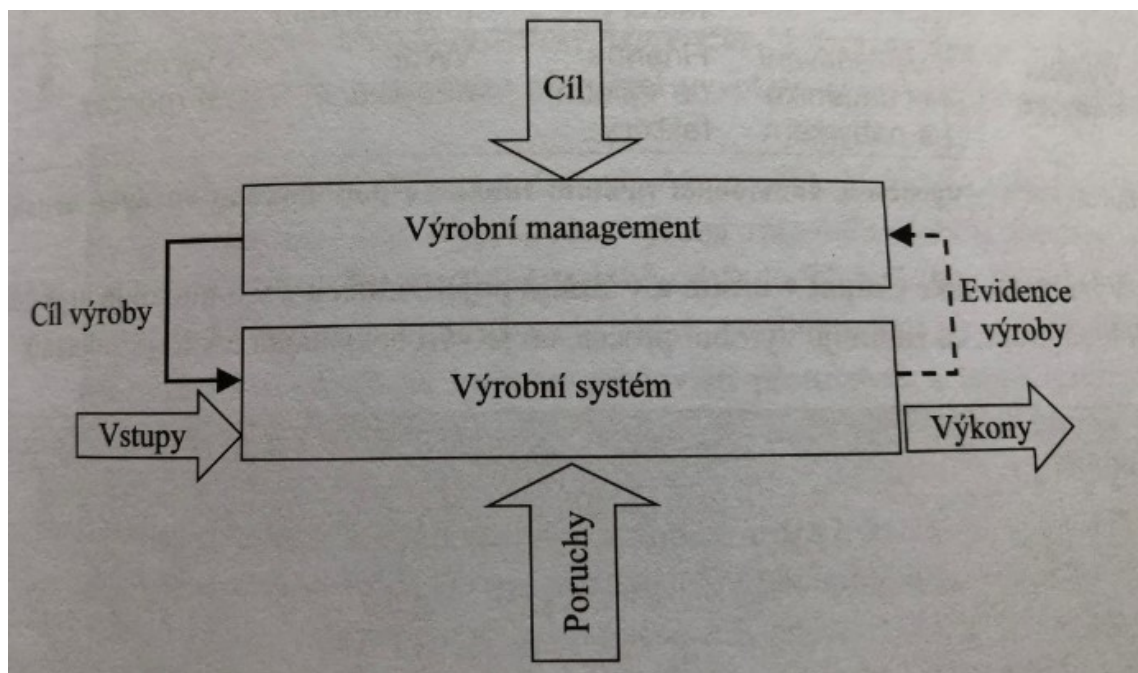 Cíl
Výrobní management
Cíl výroby
Evidence
výroby
Výrobní systém
Vstupy
Výkony
Poruchy